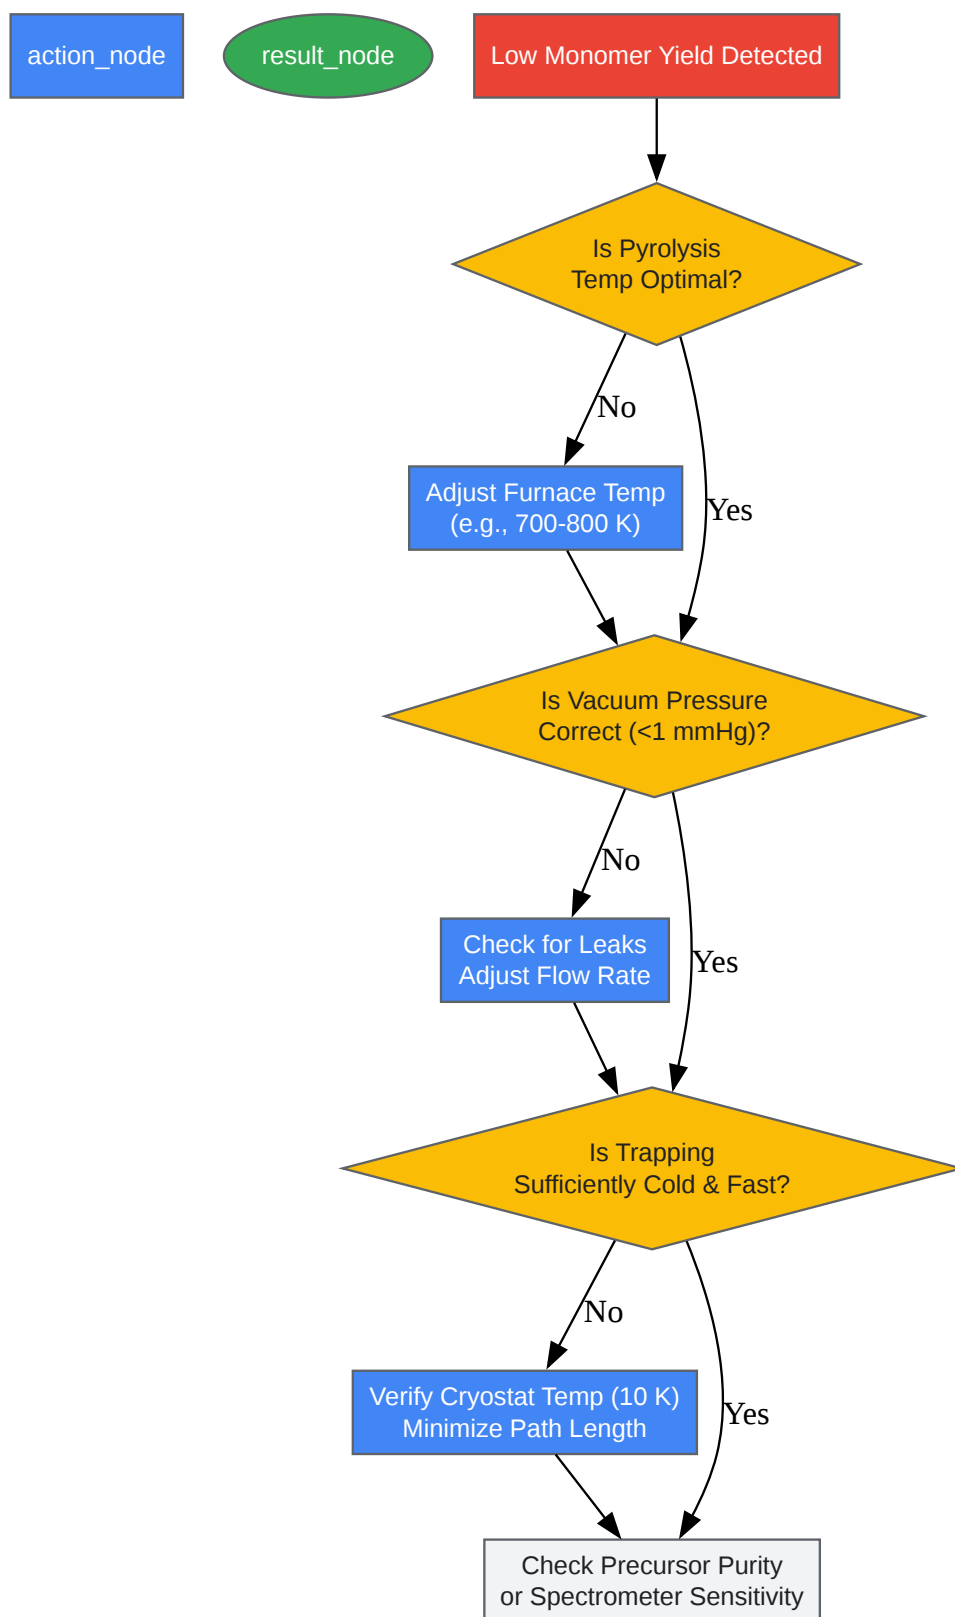 action_node
result_node
Low Monomer Yield Detected
Is Pyrolysis
Temp Optimal?
No
Adjust Furnace Temp
(e.g., 700-800 K)
Yes
Is Vacuum Pressure
Correct (<1 mmHg)?
No
Check for Leaks
Adjust Flow Rate
Yes
Is Trapping
Sufficiently Cold & Fast?
No
Verify Cryostat Temp (10 K)
Minimize Path Length
Yes
Check Precursor Purity
or Spectrometer Sensitivity